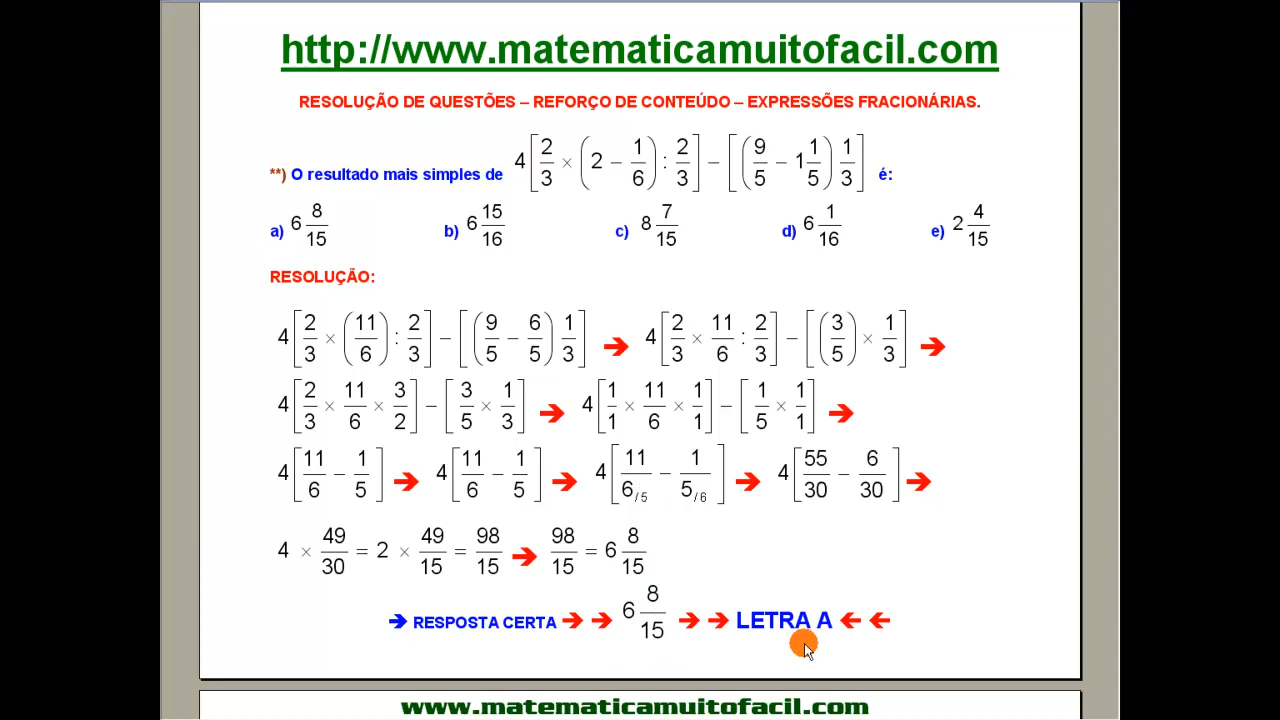 http://www.matematicamuitofacil.com
RESOLUÇÃO DE QUESTÕES – REFORÇO DE CONTEÚDO – EXPRESSÕES FRACIONÁRIAS.
**) O resultado mais simples de 4[2/3 × (2 − 1/6) : 2/3] − [(9/5 − 1 1/5) 1/3] é:
a) 6 8/15 b) 6 15/16 c) 8 7/15 d) 6 1/16 e) 2 4/15
RESOLUÇÃO:
4[2/3 × (11/6) : 2/3] − [(9/5 − 6/5) 1/3] ➔ 4[2/3 × 11/6 : 2/3] − [(3/5) × 1/3] ➔
4[2/3 × 11/6 × 3/2] − [3/5 × 1/3] ➔ 4[1/1 × 11/6 × 1/1] − [1/5 × 1/1] ➔
4[11/6 − 1/5] ➔ 4[11/6 − 1/5] ➔ 4[11/6/5 − 1/5/6] ➔ 4[55/30 − 6/30] ➔
4 × 49/30 = 2 × 49/15 = 98/15 ➔ 98/15 = 6 8/15
➔ RESPOSTA CERTA ➔ ➔ 6 8/15 ➔ ➔ LETRA A ← ←
www.matematicamuitofacil.com